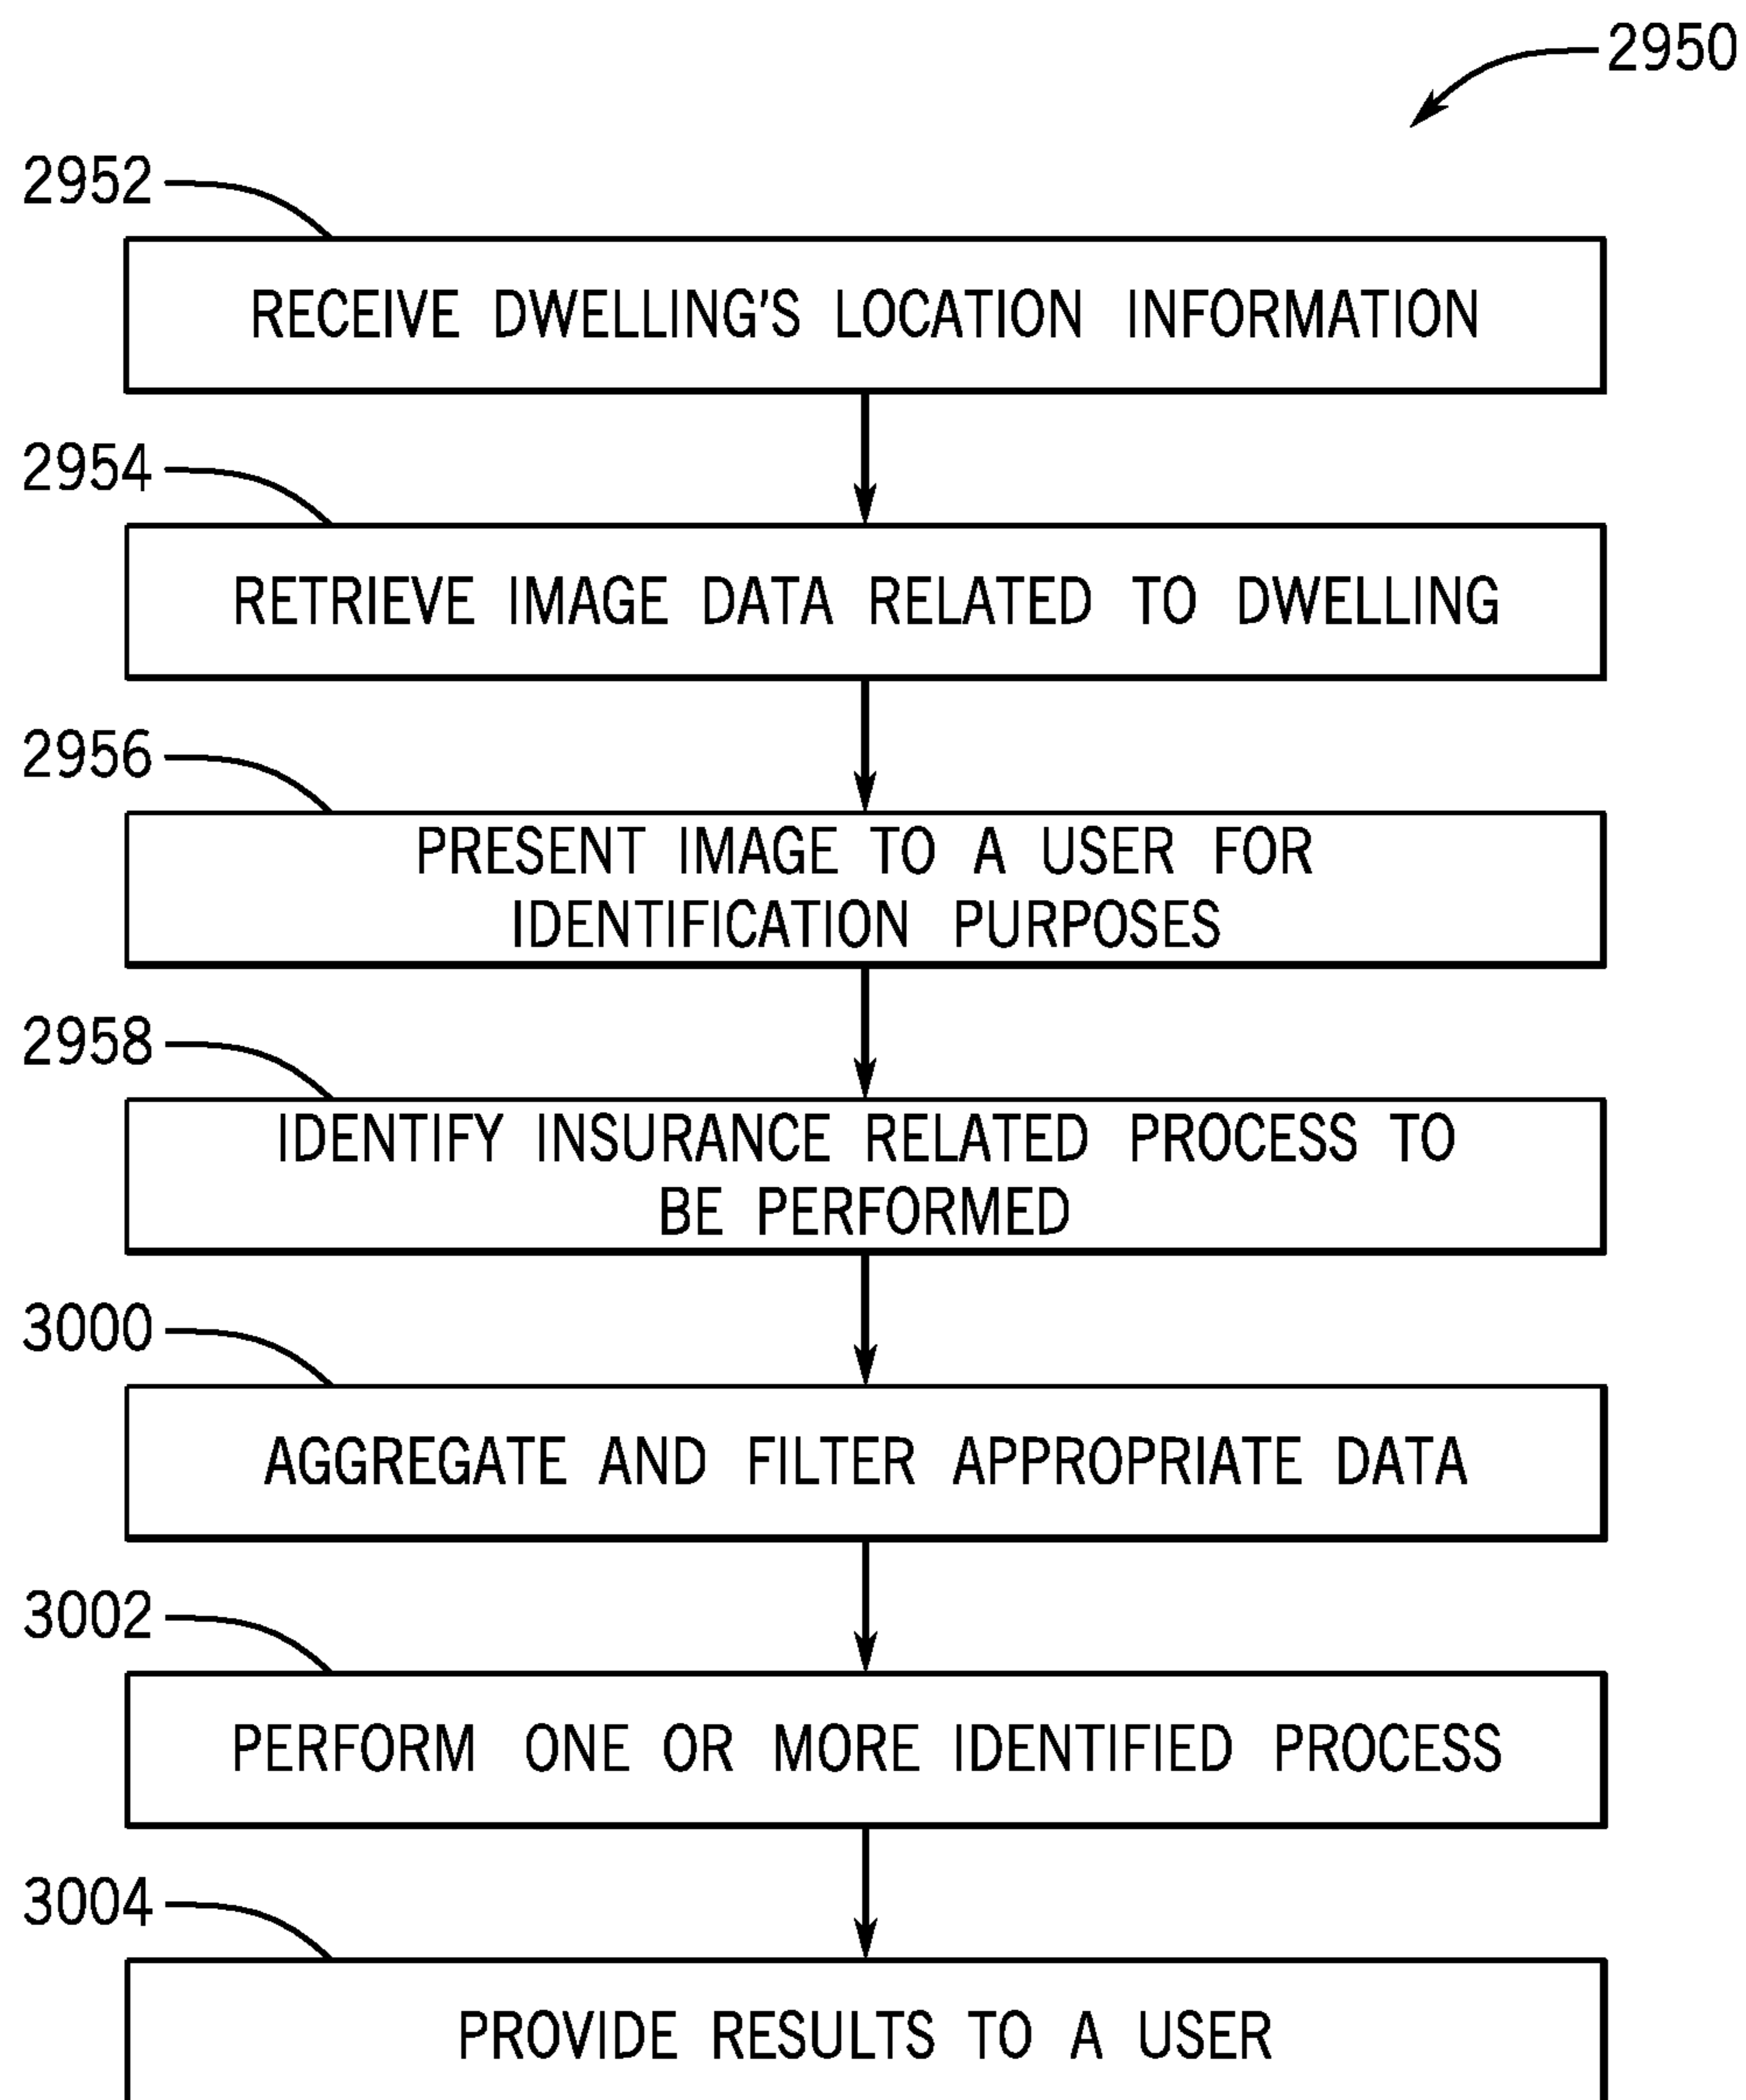 2950
2952
RECEIVE DWELLING'S LOCATION INFORMATION
2954
RETRIEVE IMAGE DATA RELATED TO DWELLING
2956
PRESENT IMAGE TO A USER FOR
IDENTIFICATION PURPOSES
2958
IDENTIFY INSURANCE RELATED PROCESS TO
BE PERFORMED
3000
AGGREGATE AND FILTER APPROPRIATE DATA
3002
PERFORM ONE OR MORE IDENTIFIED PROCESS
3004
PROVIDE RESULTS TO A USER